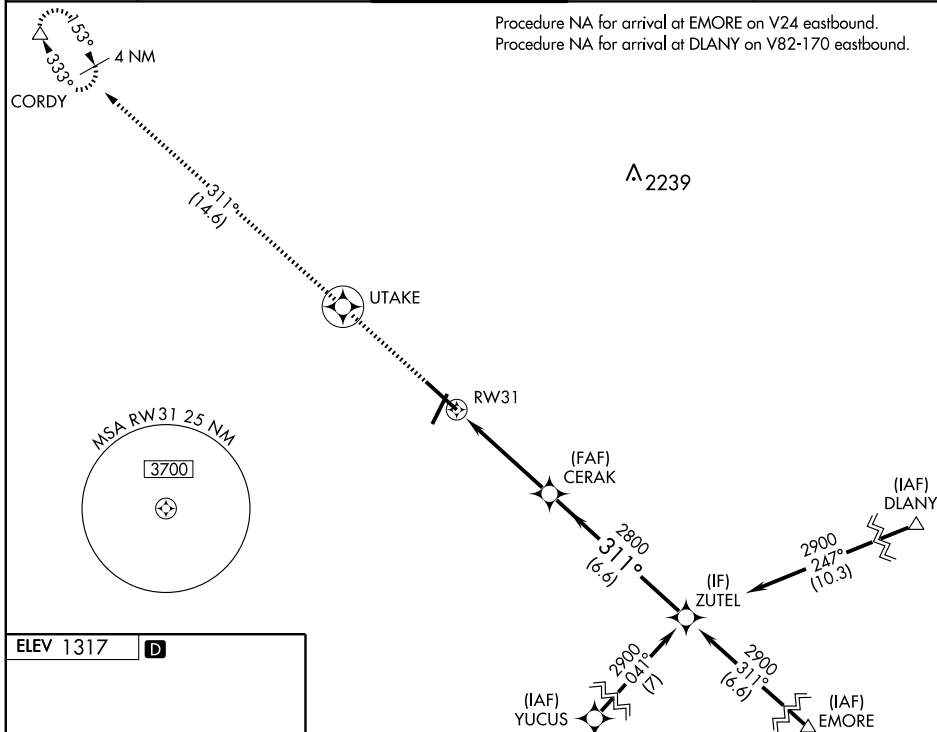 Procedure NA for arrival at EMORE on V24 eastbound.
Procedure NA for arrival at DLANY on V82-170 eastbound.
153°
333°
4 NM
CORDY
2239
311°
(14.6)
UTAKE
RW31
MSA RW31 25 NM
3700
(FAF)
CERAK
(IAF)
DLANY
2800
311°
(6.6)
2900
247°
(10.3)
(IF)
ZUTEL
ELEV 1317 D
2900
041°
(7)
2900
311°
(6.6)
(IAF)
YUCUS
(IAF)
EMORE